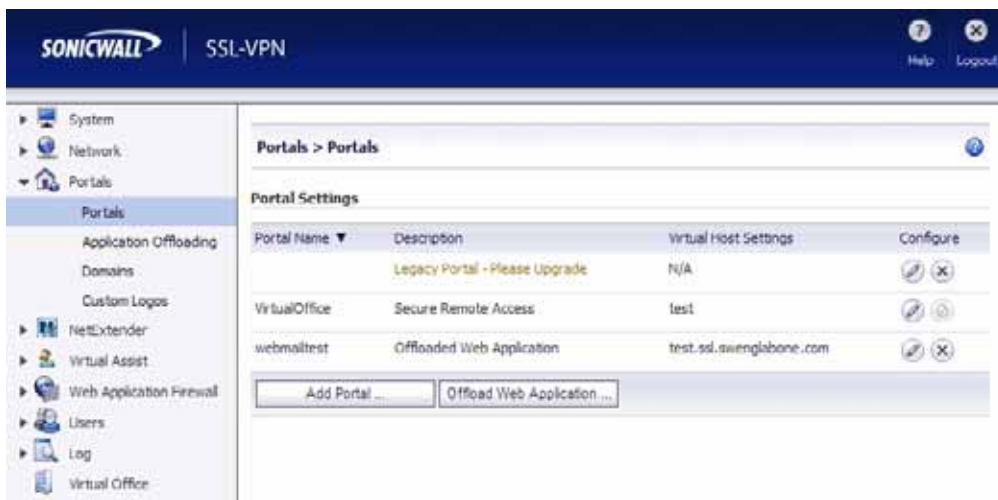 SONICWALL
SSL-VPN
Help
Logout
System
Network
Portals
Portals
Application Offloading
Domains
Custom Logos
NetExtender
Virtual Assist
Web Application Firewall
Users
Log
Virtual Office
Portals > Portals
Portal Settings
Portal Name ▼ Description Virtual Host Settings Configure
Legacy Portal - Please Upgrade N/A
VirtualOffice Secure Remote Access test
webmailtest Offloaded Web Application test.ssl.swenglabone.com
Add Portal ... Offload Web Application ...